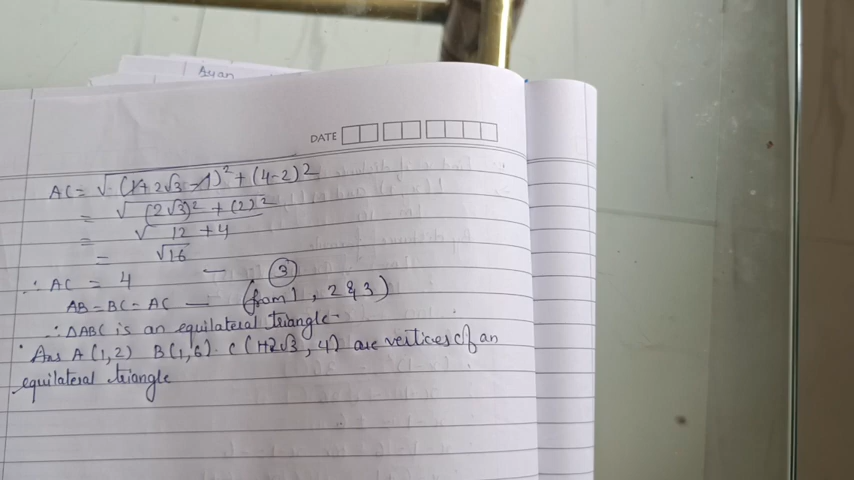 Ayan
DATE
AC = √(1+2√3-1)² + (4-2)2
= √(2√3)² + (2)²
= √12 + 4
= √16
∴ AC = 4 — ③
AB = BC = AC — (from 1, 2 & 3)
∴ ΔABC is an equilateral triangle.
Ans A(1,2) B(1,6). C(1+2√3, 4) are vertices of an
equilateral triangle